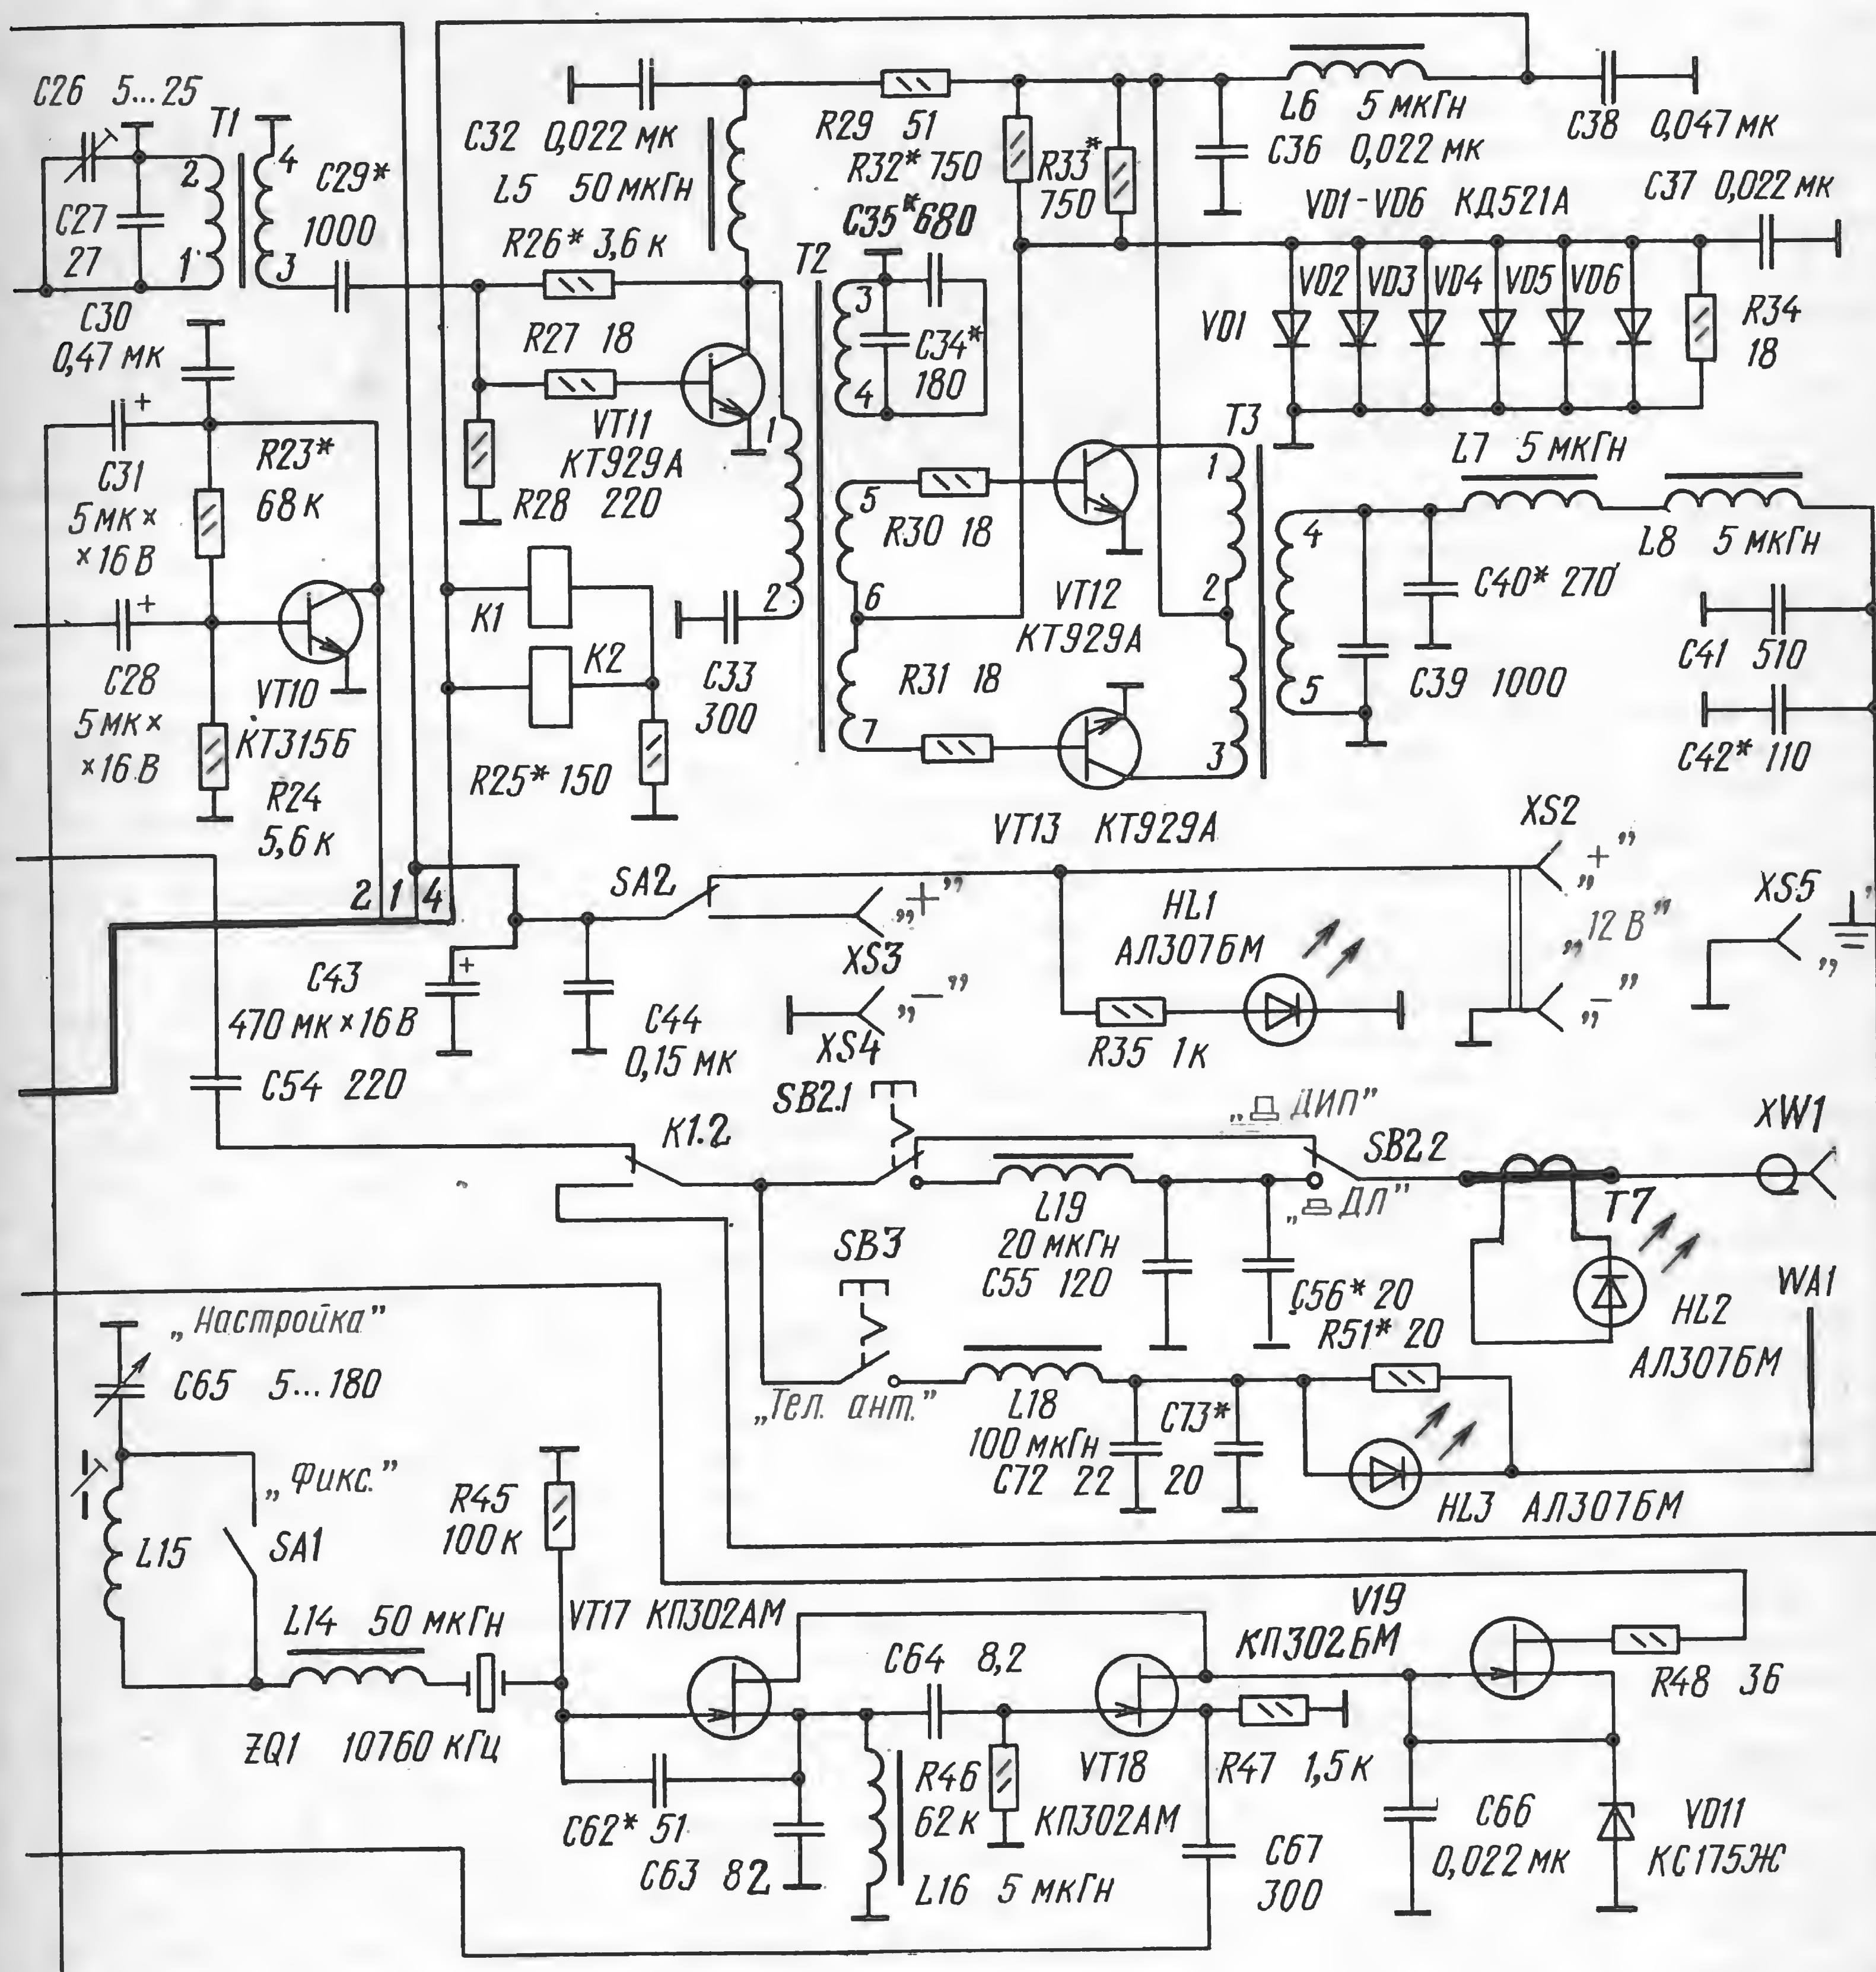 C26 5...25
T1
2
4
C27
27
1
3
C29*
1000
C32 0,022 мк
L5 50 мкГн
R26* 3,6 к
R27 18
VT11
КТ929А
R28 220
R29 51
R32* 750
C35* 680
R33*
750
L6 5 мкГн
C36 0,022 мк
C38 0,047 мк
VD1-VD6 КД521А
C37 0,022 мк
VD1
VD2
VD3
VD4
VD5
VD6
R34
18
T2
3
C34*
180
4
1
2
5
6
7
C30
0,47 мк
+
C31
5 мк ×
× 16 В
R23*
68 к
+
C28
5 мк ×
× 16 В
VT10
КТ315Б
R24
5,6 к
K1
K2
R25* 150
C33
300
R30 18
VT12
КТ929А
R31 18
VT13 КТ929А
T3
1
2
3
4
5
L7 5 мкГн
L8 5 мкГн
C40* 270
C39 1000
C41 510
C42* 110
2 1 4
SA2
„+”
XS3
„−”
XS4
+
C43
470 мк × 16 В
C44
0,15 мк
HL1
АЛ307БМ
R35 1 к
XS2
„+”
„12 В”
„−”
XS5
„ ”
C54 220
K1.2
SB2.1
„ ДИП”
SB2.2
„ ДЛ”
XW1
L19
20 мкГн
C55 120
C56* 20
R51* 20
T7
HL2
АЛ307БМ
WA1
SB3
„Тел. ант.”
L18
100 мкГн
C72 22
C73*
20
HL3 АЛ307БМ
„Настройка”
C65 5...180
„Фикс.”
L15
SA1
R45
100 к
L14 50 мкГн
ZQ1 10760 кГц
VT17 КП302АМ
C64 8,2
V19
КП302БМ
R48 36
C62* 51
C63 82
R46
62 к
L16 5 мкГн
VT18
КП302АМ
R47 1,5 к
C67
300
C66
0,022 мк
VD11
КС175Ж